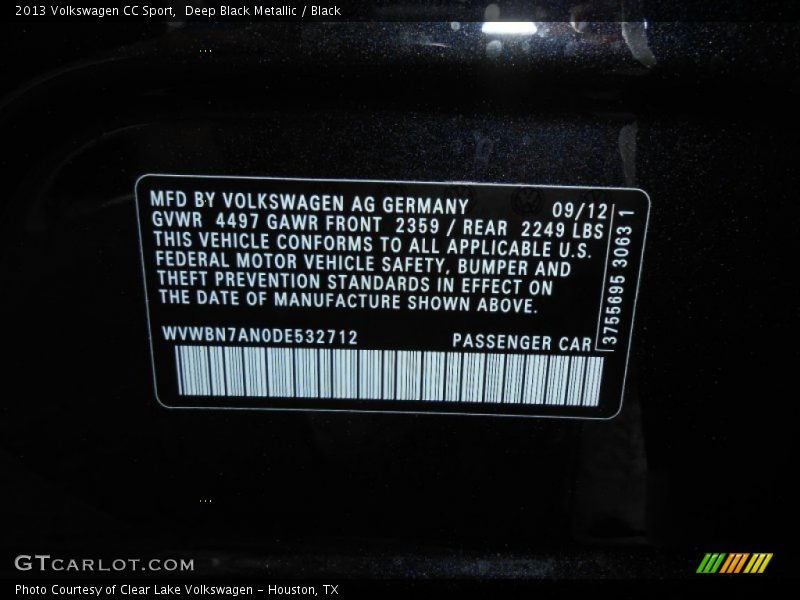 2013 Volkswagen CC Sport,  Deep Black Metallic / Black
MFD BY VOLKSWAGEN AG GERMANY 09/12
GVWR 4497 GAWR FRONT 2359 / REAR 2249 LBS
THIS VEHICLE CONFORMS TO ALL APPLICABLE U.S.
FEDERAL MOTOR VEHICLE SAFETY, BUMPER AND
THEFT PREVENTION STANDARDS IN EFFECT ON
THE DATE OF MANUFACTURE SHOWN ABOVE.
WVWBN7AN0DE532712 PASSENGER CAR
3755695 3063 1
GTCARLOT.COM
Photo Courtesy of Clear Lake Volkswagen - Houston, TX